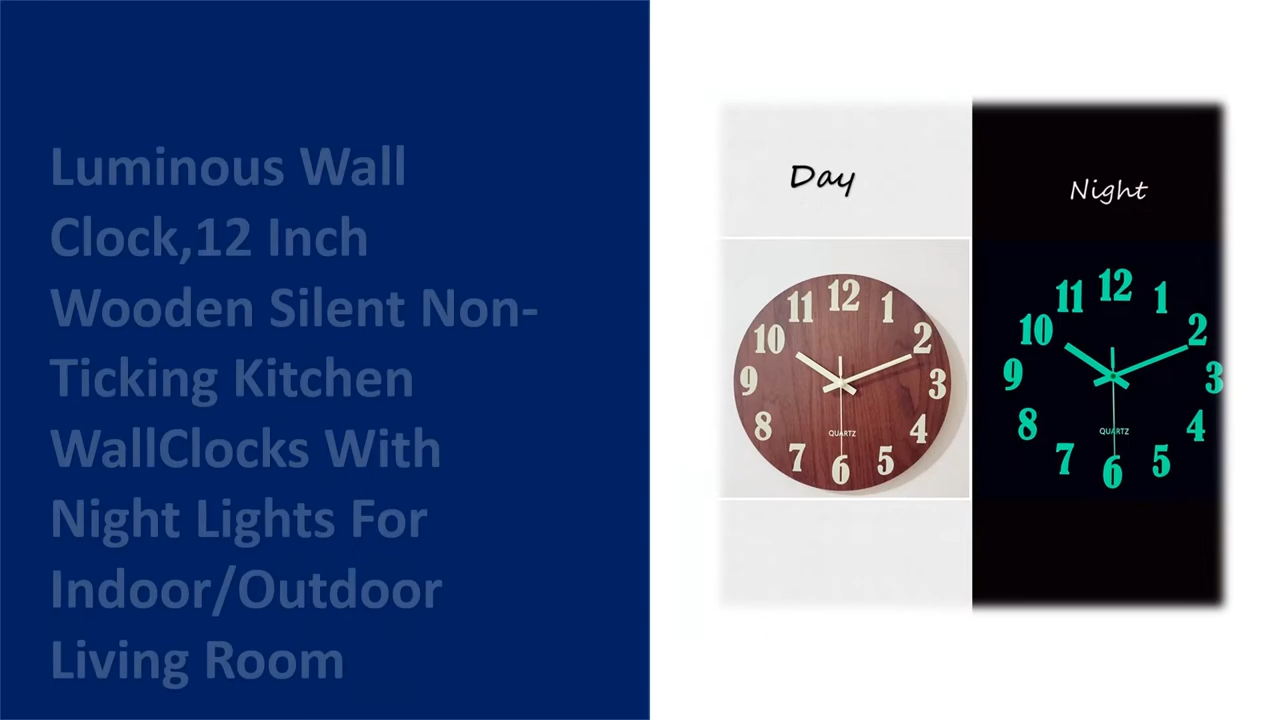 Luminous Wall
Clock,12 Inch
Wooden Silent Non-
Ticking Kitchen
WallClocks With
Night Lights For
Indoor/Outdoor
Living Room
Day
12
11
1
10
2
9
3
8
4
7
5
6
QUARTZ
Night
12
11
1
10
2
9
3
8
4
7
5
6
QUARTZ